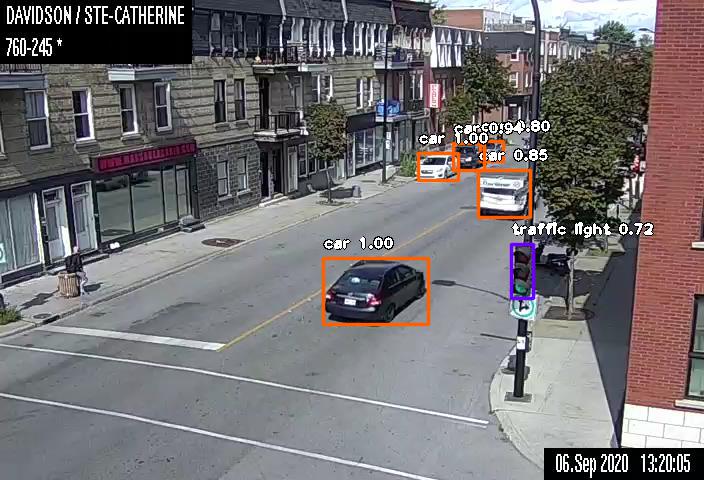 DAVIDSON / STE-CATHERINE
760-245 *
car 1.00
car 0.85
traffic light 0.72
car 1.00
06.Sep 2020 13:20:05